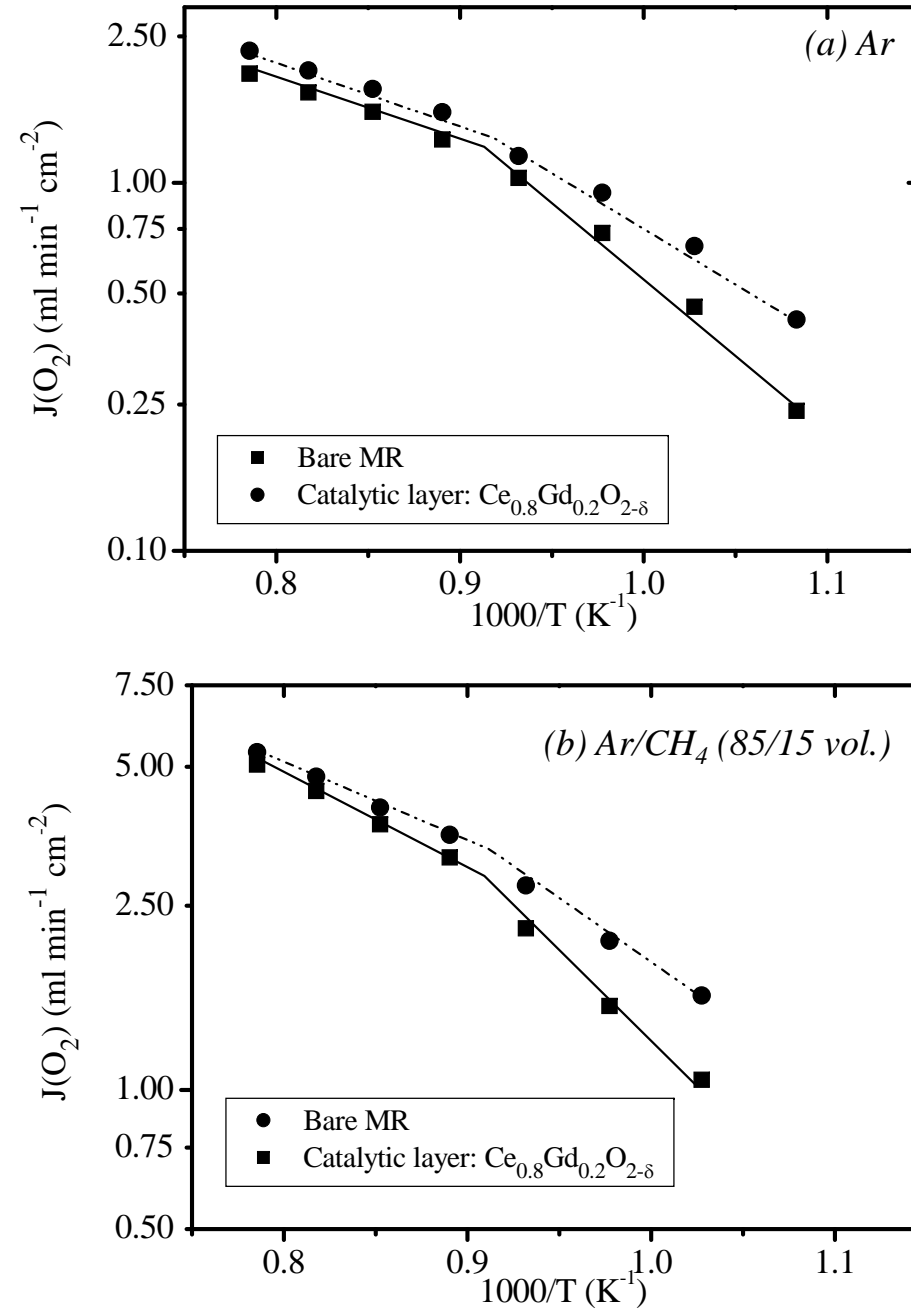 (a) Ar
2.50
1.00
0.75
0.50
0.25
0.10
J(O₂) (ml min⁻¹ cm⁻²)
Bare MR
Catalytic layer: Ce₀.₈Gd₀.₂O₂₋δ
0.8 0.9 1.0 1.1
1000/T (K⁻¹)
(b) Ar/CH₄ (85/15 vol.)
7.50
5.00
2.50
1.00
0.75
0.50
J(O₂) (ml min⁻¹ cm⁻²)
Bare MR
Catalytic layer: Ce₀.₈Gd₀.₂O₂₋δ
0.8 0.9 1.0 1.1
1000/T (K⁻¹)